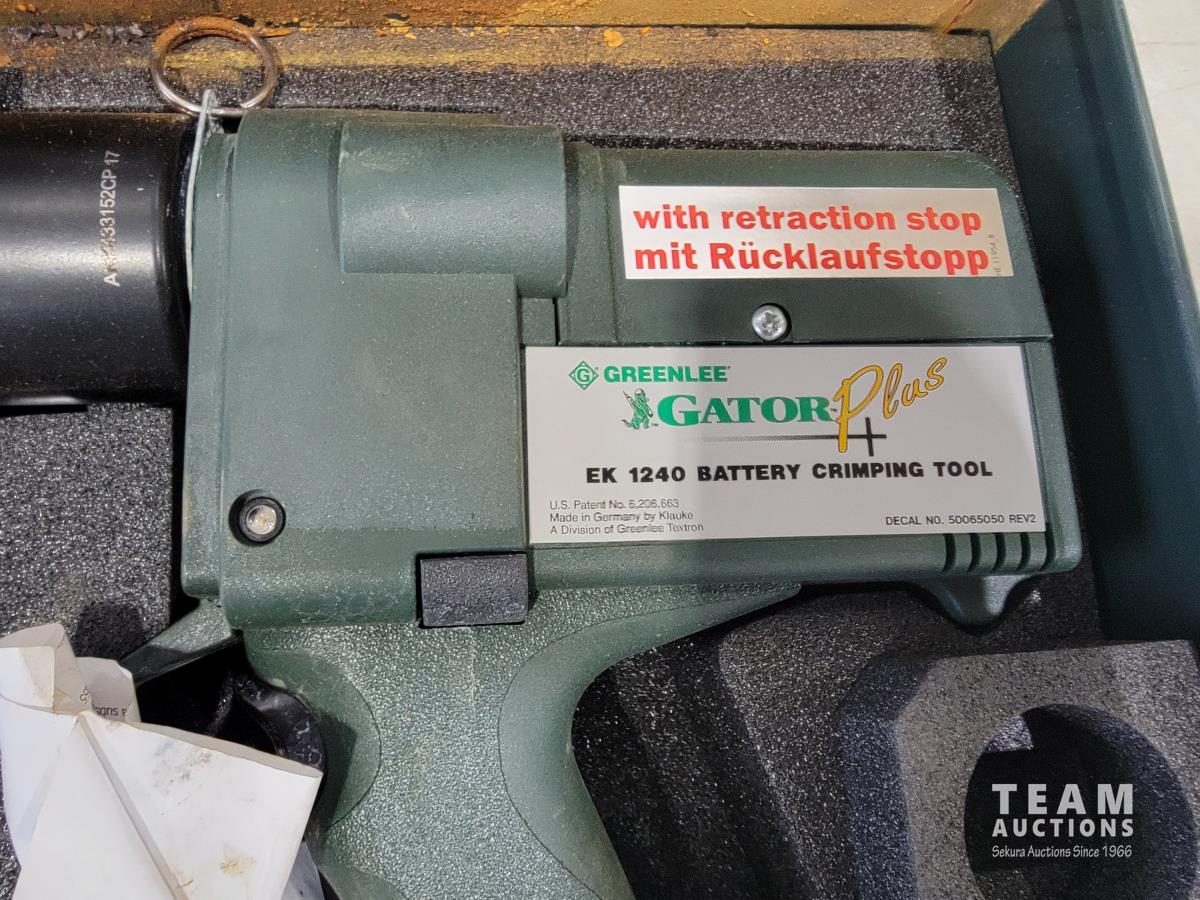 with retraction stop
mit Rücklaufstopp
G GREENLEE
GATOR Plus
TM
EK 1240 BATTERY CRIMPING TOOL
U.S. Patent No. 6,206,663
Made in Germany by Klauke
A Division of Greenlee Textron
DECAL NO. 50065050 REV2
TEAM
AUCTIONS
Sekura Auctions Since 1966